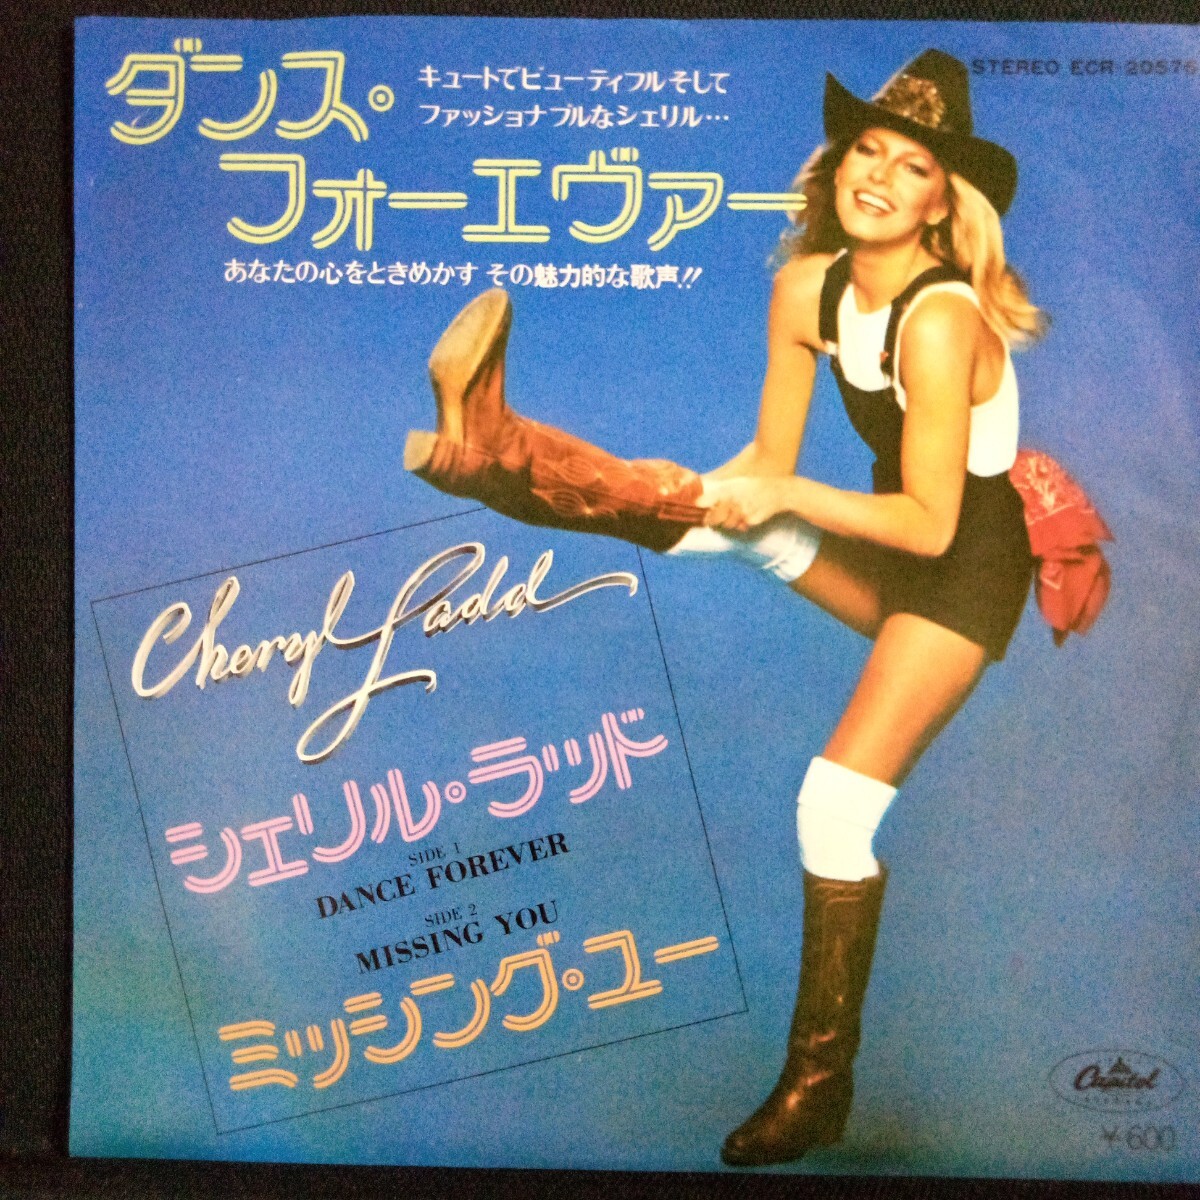 ダンス・
フォーエヴァー
キュートでビューティフルそして
ファッショナブルなシェリル…
あなたの心をときめかす その魅力的な歌声!!
STEREO ECR-20576
Cheryl Ladd
シェリル・ラッド
SIDE 1
DANCE FOREVER
SIDE 2
MISSING YOU
ミッシング・ユー
Capitol
¥600